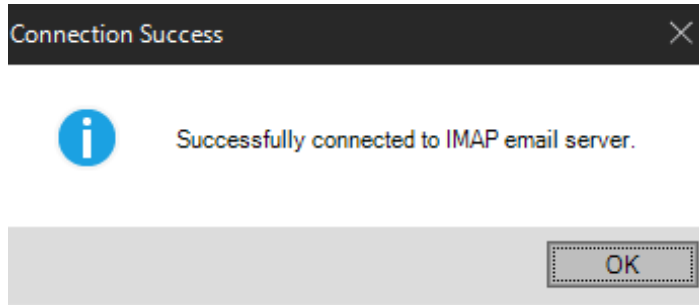 Connection Success
Successfully connected to IMAP email server.
OK